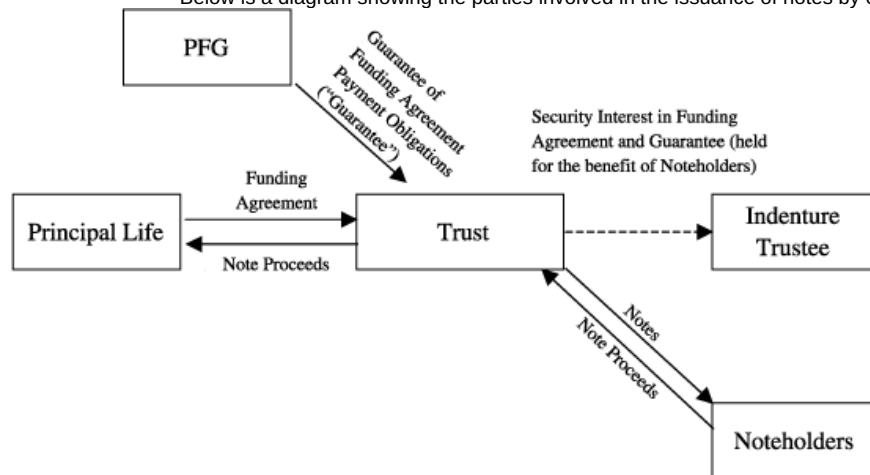 Below is a diagram showing the parties involved in the issuance of notes by
PFG
Guarantee of
Funding Agreement
Payment Obligations
("Guarantee")
Security Interest in Funding
Agreement and Guarantee (held
for the benefit of Noteholders)
Funding
Agreement
Principal Life
Trust
Indenture
Trustee
Note Proceeds
Notes
Note Proceeds
Noteholders